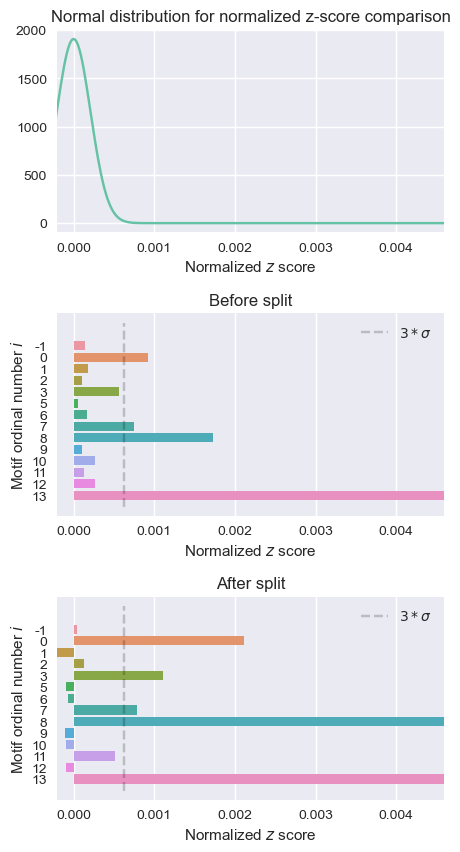 Normal distribution for normalized z-score comparison
2000
1500
1000
500
0
0.000 0.001 0.002 0.003 0.004
Normalized z score
Before split
3 * σ
Motif ordinal number i
-1
0
1
2
3
5
6
7
8
9
10
11
12
13
0.000 0.001 0.002 0.003 0.004
Normalized z score
After split
3 * σ
Motif ordinal number i
-1
0
1
2
3
5
6
7
8
9
10
11
12
13
0.000 0.001 0.002 0.003 0.004
Normalized z score